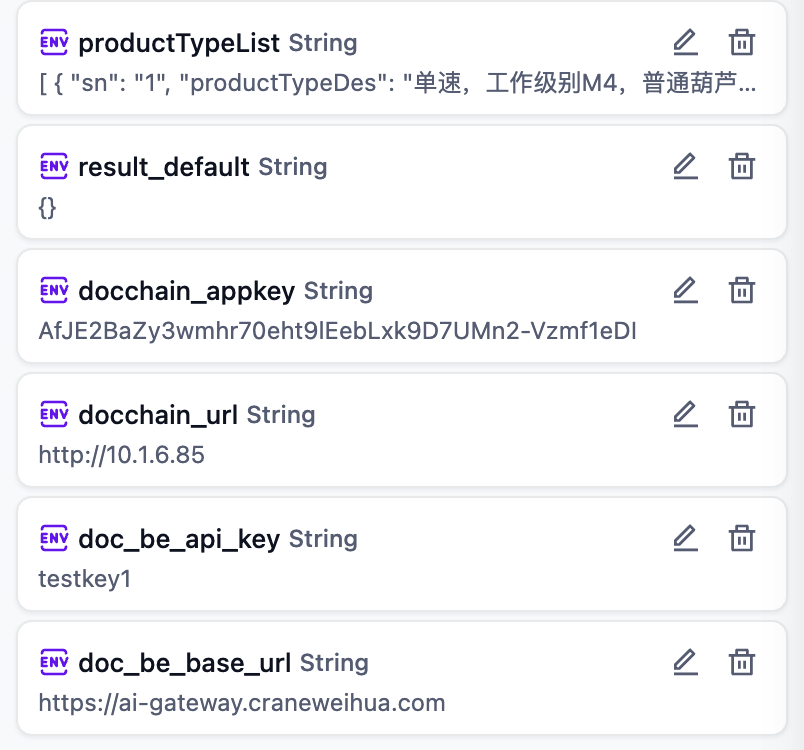 ENV productTypeList String
[ { "sn": "1", "productTypeDes": "单速，工作级别M4，普通葫芦...
ENV result_default String
{}
ENV docchain_appkey String
AfJE2BaZy3wmhr70eht9lEebLxk9D7UMn2-Vzmf1eDI
ENV docchain_url String
http://10.1.6.85
ENV doc_be_api_key String
testkey1
ENV doc_be_base_url String
https://ai-gateway.craneweihua.com